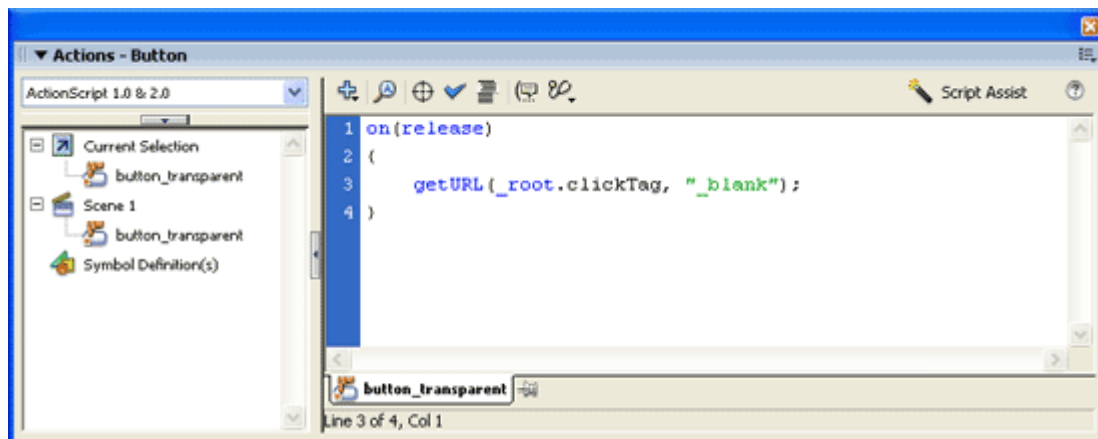 Actions - Button
ActionScript 1.0 & 2.0
Script Assist
Current Selection
button_transparent
Scene 1
button_transparent
Symbol Definition(s)
1 on(release)
2 {
3 getURL(_root.clickTag, "_blank");
4 }
button_transparent
Line 3 of 4, Col 1